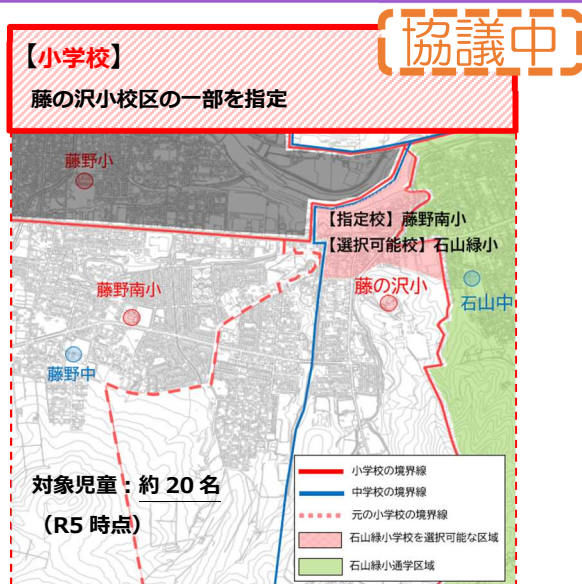 協議中
【小学校】
藤の沢小校区の一部を指定
藤野小
【指定校】藤野南小
【選択可能校】石山緑小
藤野南小
藤の沢小
石山中
藤野中
対象児童：約 20 名
（R5 時点）
小学校の境界線
中学校の境界線
元の小学校の境界線
石山緑小学校を選択可能な区域
石山緑小通学区域